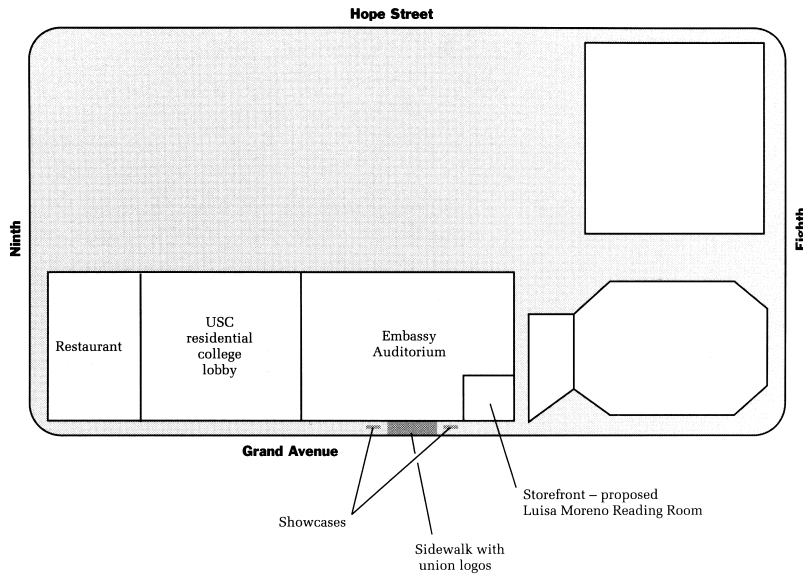 Hope Street
Ninth
Eighth
Restaurant
USC
residential
college
lobby
Embassy
Auditorium
Grand Avenue
Showcases
Storefront – proposed
Luisa Moreno Reading Room
Sidewalk with
union logos